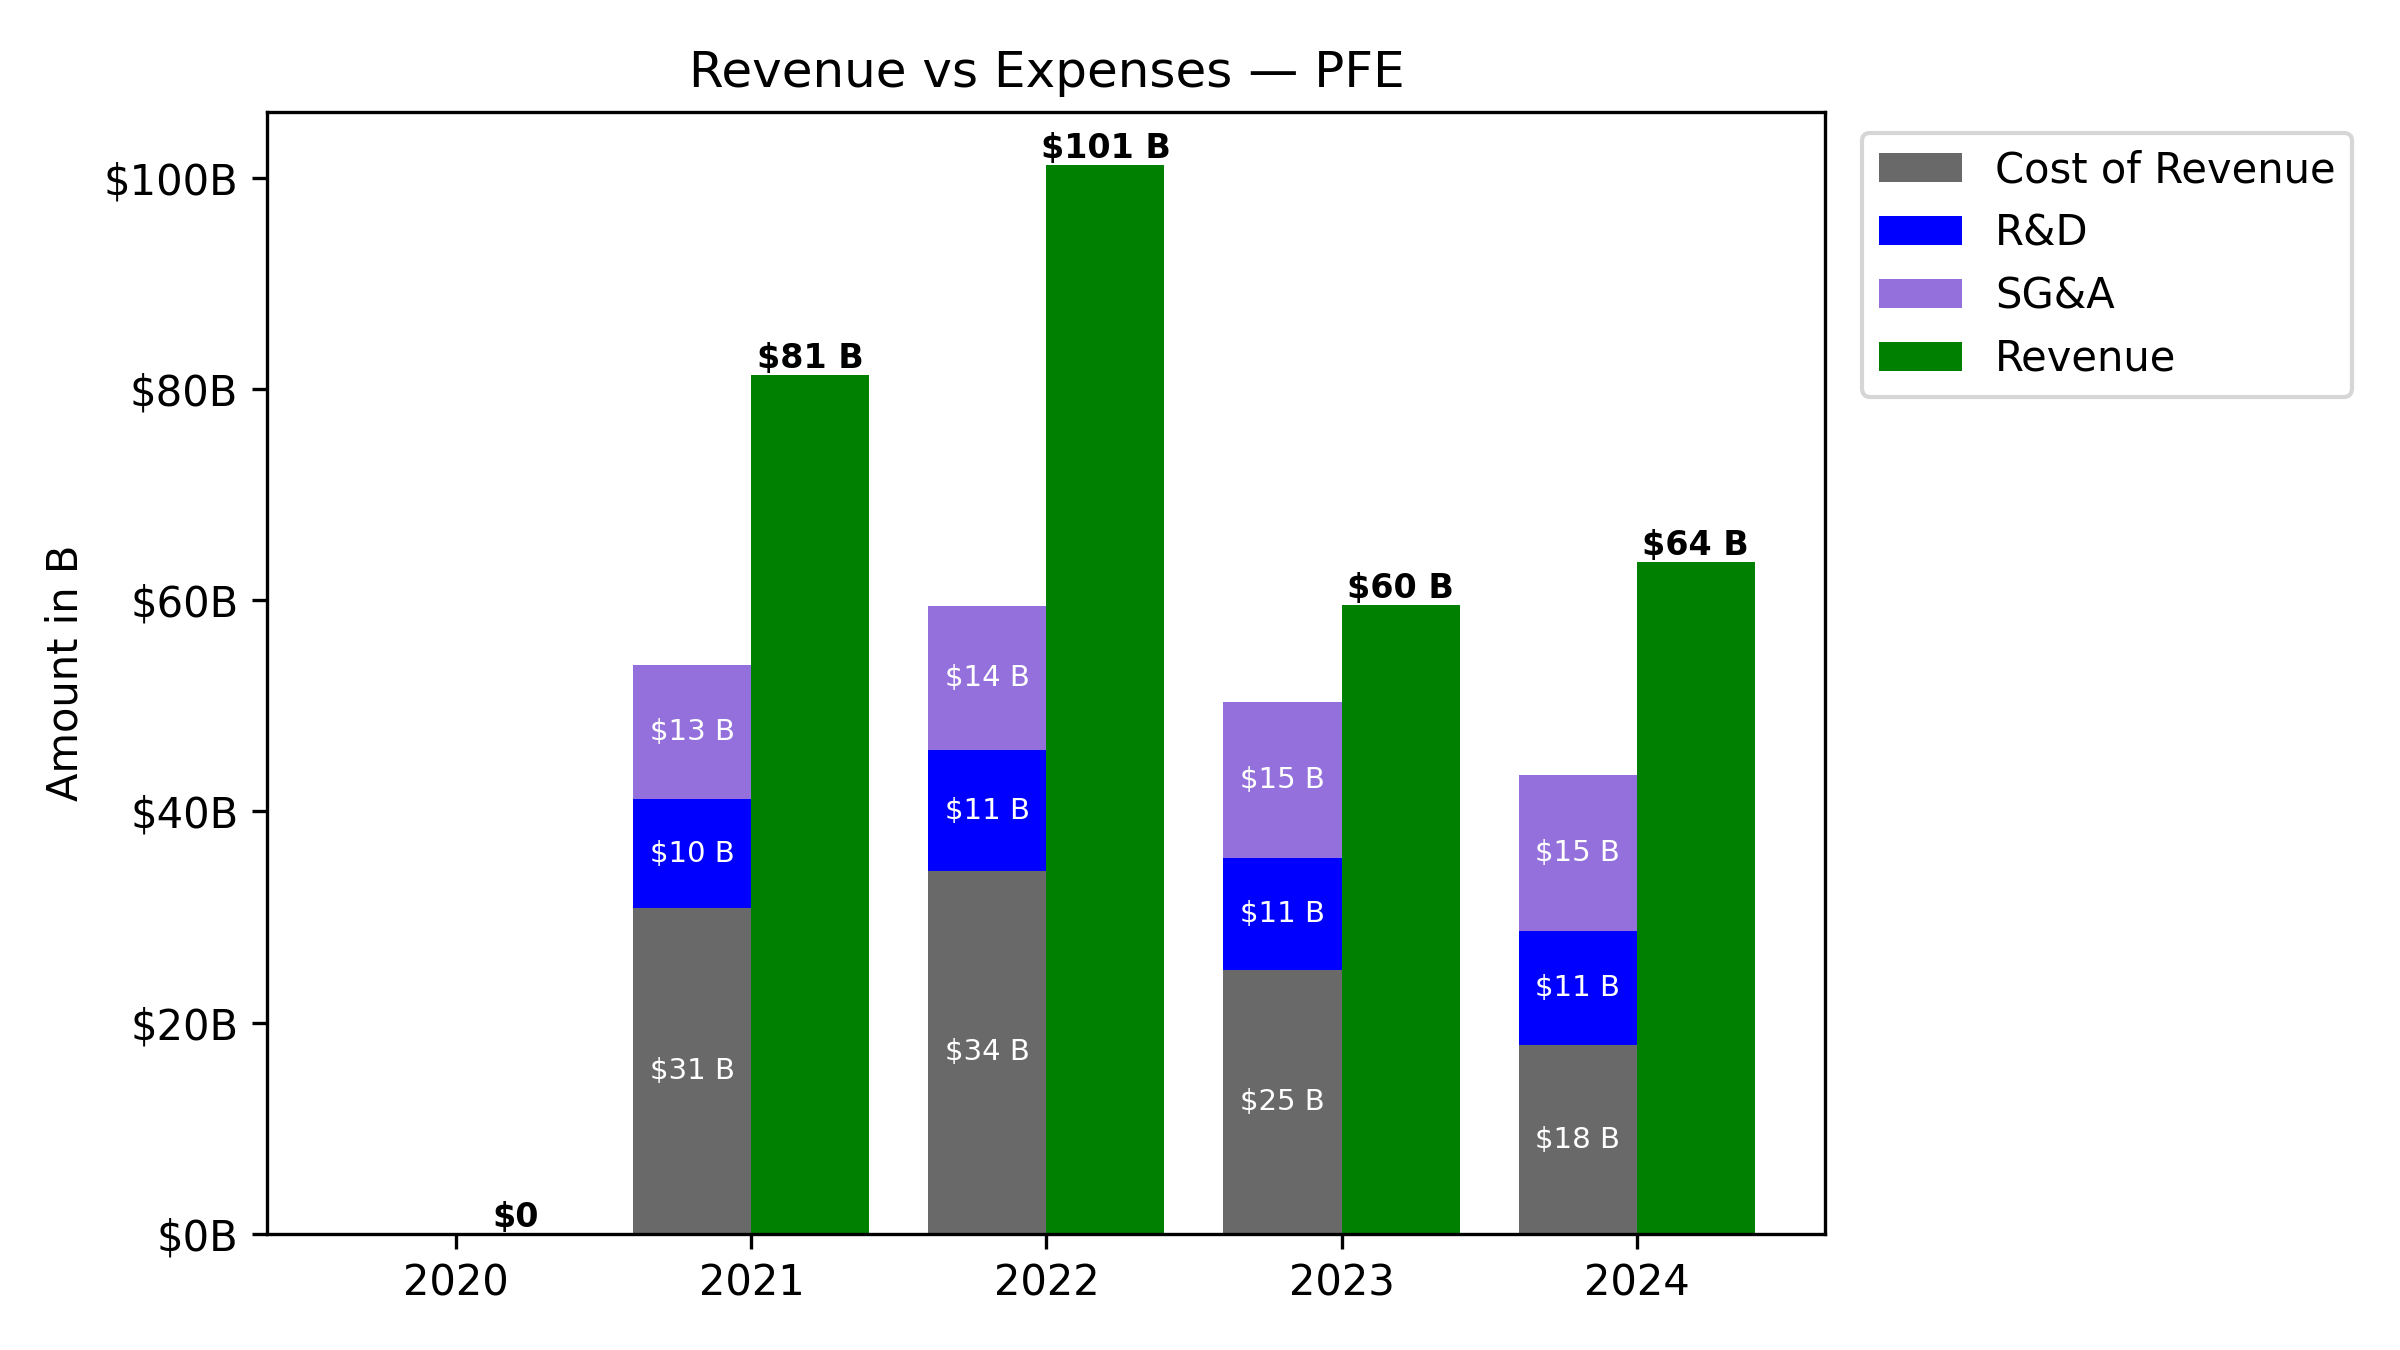 Revenue vs Expenses — PFE
Amount in B
$100B
$80B
$60B
$40B
$20B
$0B
$0
$81 B
$13 B
$10 B
$31 B
$101 B
$14 B
$11 B
$34 B
$60 B
$15 B
$11 B
$25 B
$64 B
$15 B
$11 B
$18 B
2020
2021
2022
2023
2024
Cost of Revenue
R&D
SG&A
Revenue